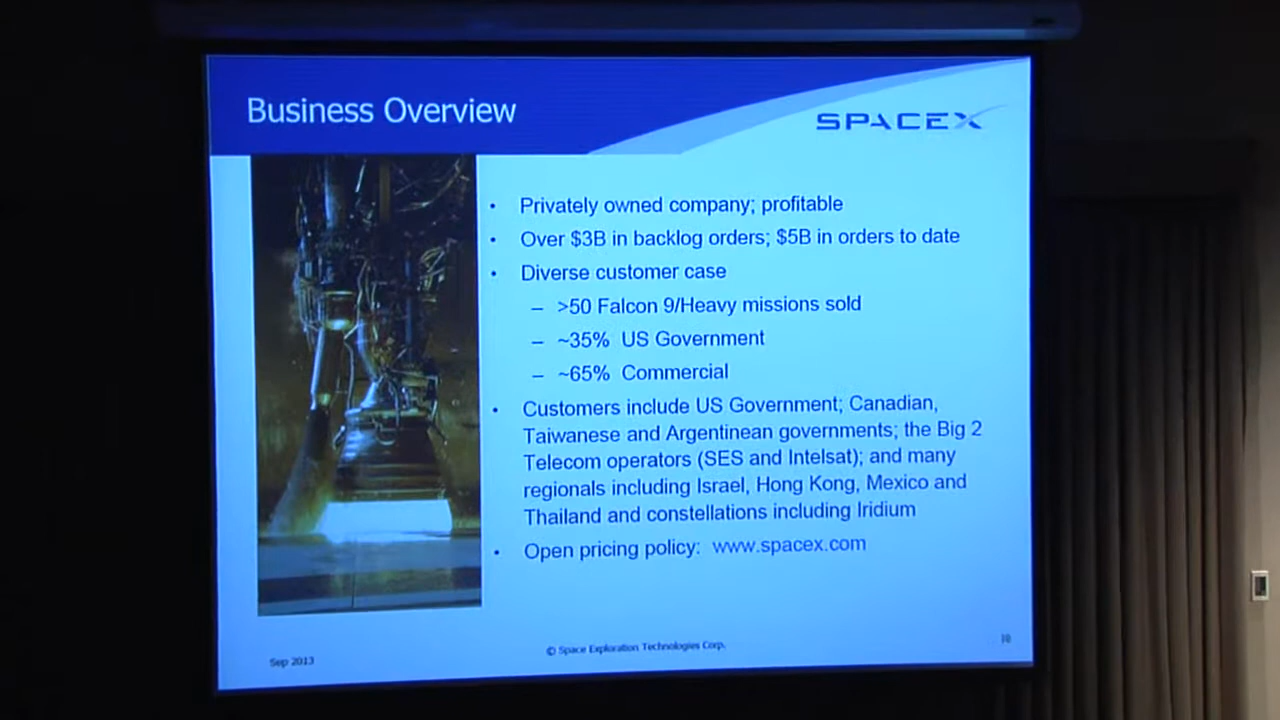 Business Overview
SPACEX
• Privately owned company; profitable
• Over $3B in backlog orders; $5B in orders to date
• Diverse customer case
– >50 Falcon 9/Heavy missions sold
– ~35% US Government
– ~65% Commercial
• Customers include US Government; Canadian,
Taiwanese and Argentinean governments; the Big 2
Telecom operators (SES and Intelsat); and many
regionals including Israel, Hong Kong, Mexico and
Thailand and constellations including Iridium
• Open pricing policy: www.spacex.com
Sep 2013
© Space Exploration Technologies Corp.
10